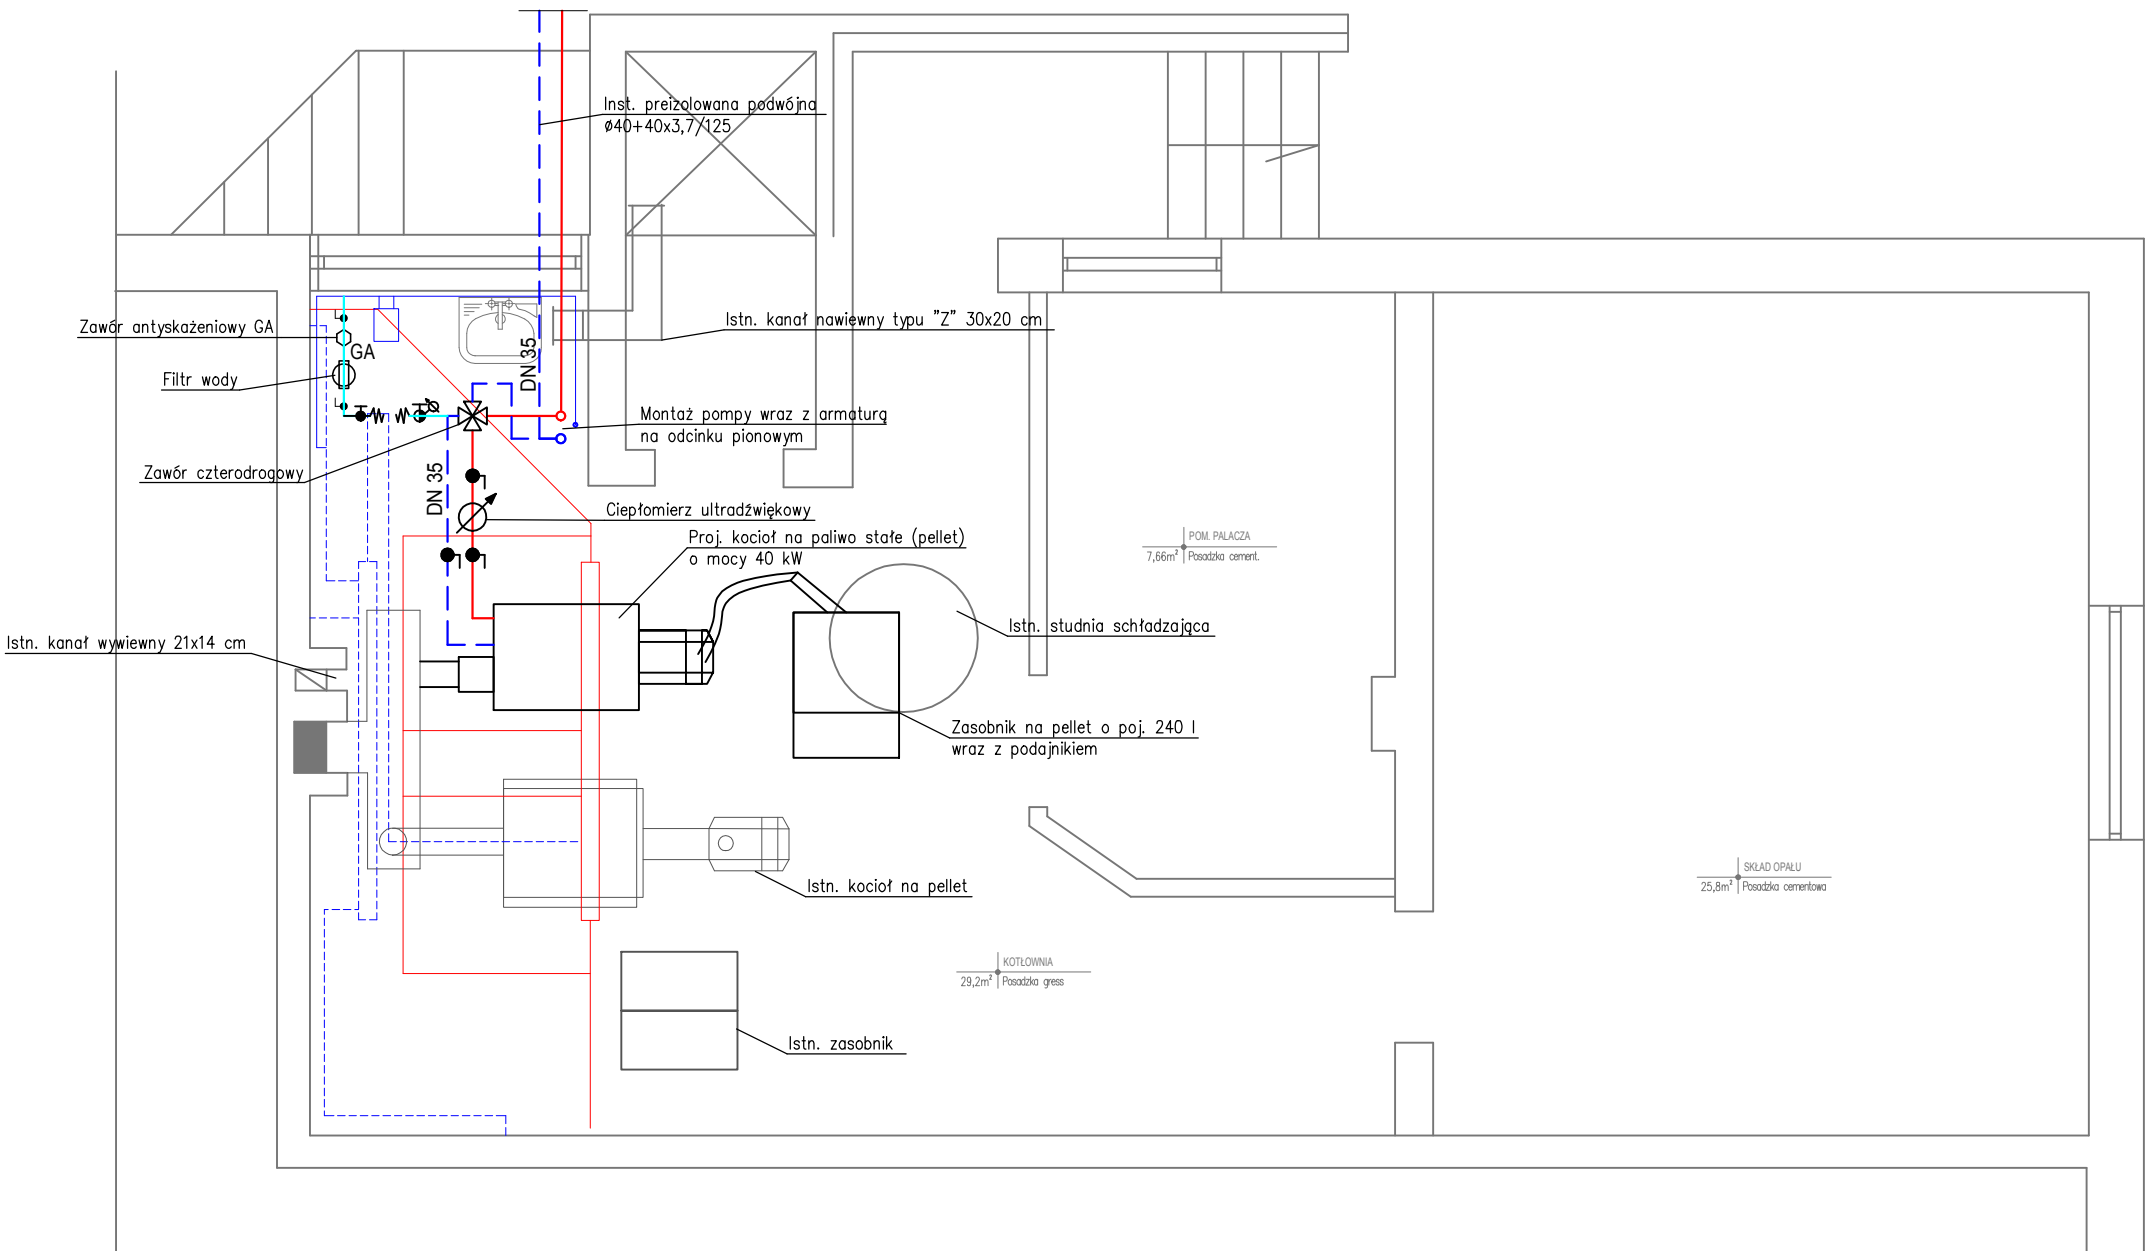 Inst. preizolowana podwójna
Ø40+40x3,7/125
Zawór antyskażeniowy GA
GA
Filtr wody
DN 35
Istn. kanał nawiewny typu "Z" 30x20 cm
Montaż pompy wraz z armaturą
na odcinku pionowym
Zawór czterodrogowy
DN 35
Ciepłomierz ultradźwiękowy
Proj. kocioł na paliwo stałe (pellet)
o mocy 40 kW
POM. PALACZA
7,66m² Posadzka cement.
Istn. studnia schładzająca
Istn. kanał wywiewny 21x14 cm
Zasobnik na pellet o poj. 240 l
wraz z podajnikiem
Istn. kocioł na pellet
SKŁAD OPAŁU
25,8m² Posadzka cementowa
KOTŁOWNIA
29,2m² Posadzka gress
Istn. zasobnik